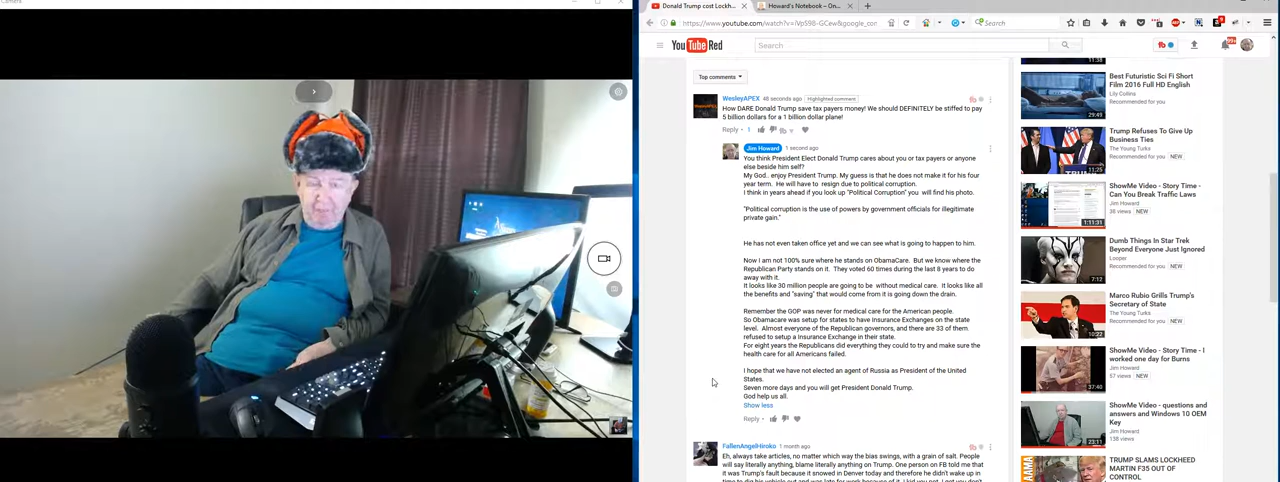 Camera
Donald Trump cost Lockh...
Howard's Notebook – On...
https://www.youtube.com/watch?v=
Search
YouTube Red
Search
99+
Top comments
WesleyAPEX 48 seconds ago Highlighted comment
How DARE Donald Trump save tax payers money! We should DEFINITELY be stiffed to pay
5 billion dollars for a 1 billion dollar plane!
Reply · 1
Jim Howard 1 second ago
You think President Elect Donald Trump cares about you or tax payers or anyone
else beside him self?
My God.. enjoy President Trump. My guess is that he does not make it for his four
year term. He will have to resign due to political corruption.
I think in years ahead if you look up "Political Corruption" you will find his photo.
"Political corruption is the use of powers by government officials for illegitimate
private gain."
He has not even taken office yet and we can see what is going to happen to him.
Now I am not 100% sure where he stands on ObamaCare. But we know where the
Republican Party stands on it. They voted 60 times during the last 8 years to do
away with it.
It looks like 30 million people are going to be without medical care. It looks like all
the benefits and "saving" that would come from it is going down the drain.
Remember the GOP was never for medical care for the American people.
So Obamacare was setup for states to have Insurance Exchanges on the state
level. Almost everyone of the Republican governors, and there are 33 of them.
refused to setup a Insurance Exchange in their state.
For eight years the Republicans did everything they could to try and make sure the
health care for all Americans failed.
I hope that we have not elected an agent of Russia as President of the United
States.
Seven more days and you will get President Donald Trump.
God help us all.
Show less
Reply ·
FallenAngelHiroko 1 month ago
Eh, always take articles, no matter which way the bias swings, with a grain of salt. People
will say literally anything, blame literally anything on Trump. One person on FB told me that
it was Trump's fault because it snowed in Denver today and therefore he didn't wake up in
11:38
Best Futuristic Sci Fi Short
Film 2016 Full HD English
Lily Collins
Recommended for you
29:49
Trump Refuses To Give Up
Business Ties
The Young Turks
Recommended for you NEW
11:25
ShowMe Video - Story Time -
Can You Break Traffic Laws
Jim Howard
38 views NEW
1:11:31
Dumb Things In Star Trek
Beyond Everyone Just Ignored
Looper
Recommended for you
7:12
Marco Rubio Grills Trump's
Secretary of State
The Young Turks
Recommended for you NEW
10:22
ShowMe Video - Story Time - I
worked one day for Burns
Jim Howard
57 views NEW
37:40
ShowMe Video - questions and
answers and Windows 10 OEM
Key
Jim Howard
138 views
23:11
TRUMP SLAMS LOCKHEED
MARTIN F35 OUT OF
CONTROL